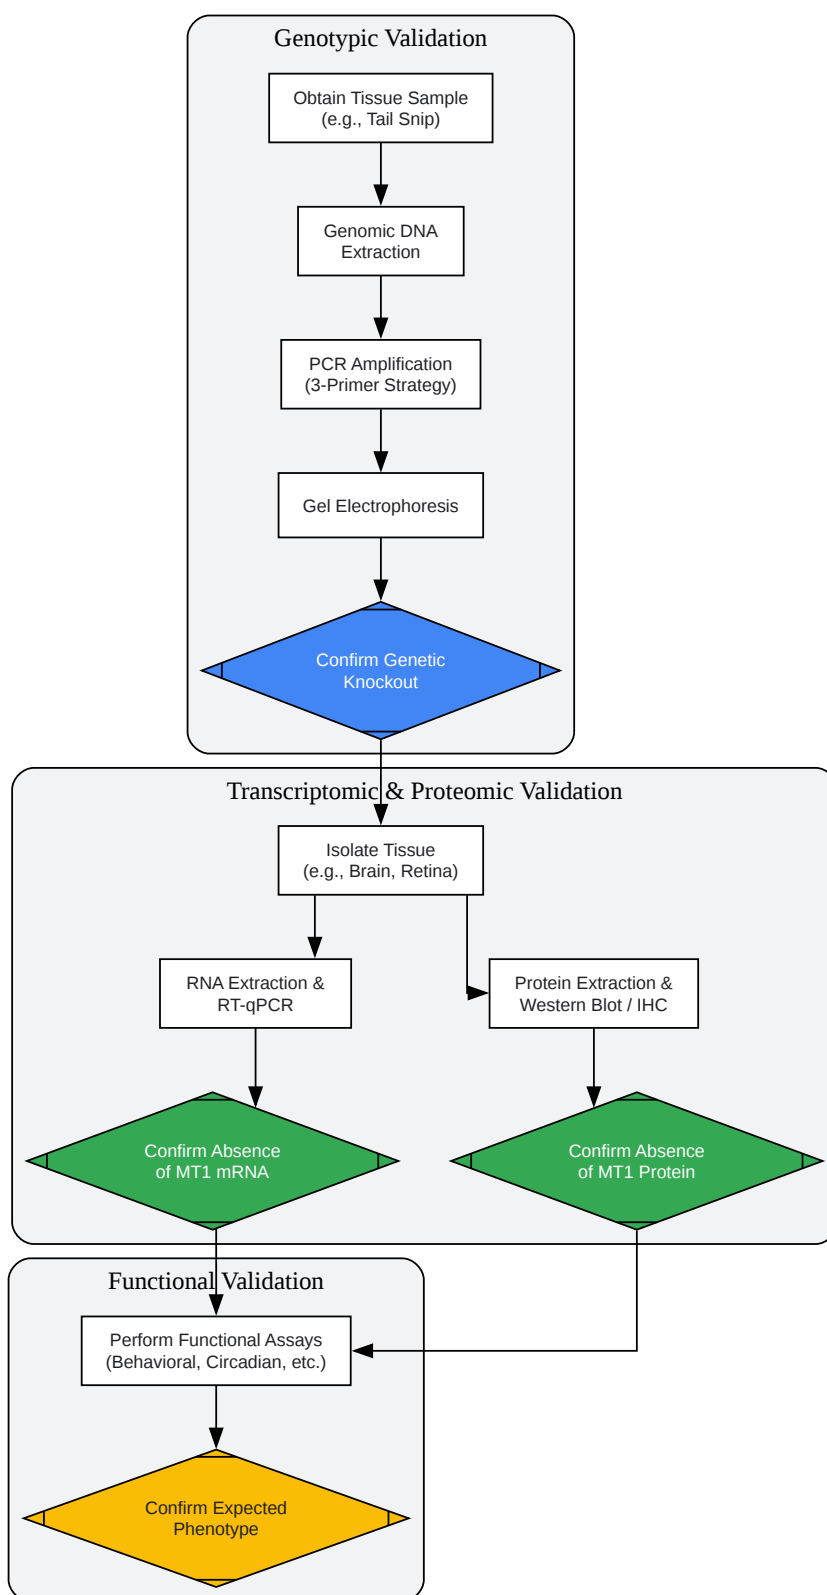 Genotypic Validation
Obtain Tissue Sample
(e.g., Tail Snip)
Genomic DNA
Extraction
PCR Amplification
(3-Primer Strategy)
Gel Electrophoresis
Confirm Genetic
Knockout
Transcriptomic & Proteomic Validation
Isolate Tissue
(e.g., Brain, Retina)
RNA Extraction &
RT-qPCR
Protein Extraction &
Western Blot / IHC
Confirm Absence
of MT1 mRNA
Confirm Absence
of MT1 Protein
Functional Validation
Perform Functional Assays
(Behavioral, Circadian, etc.)
Confirm Expected
Phenotype